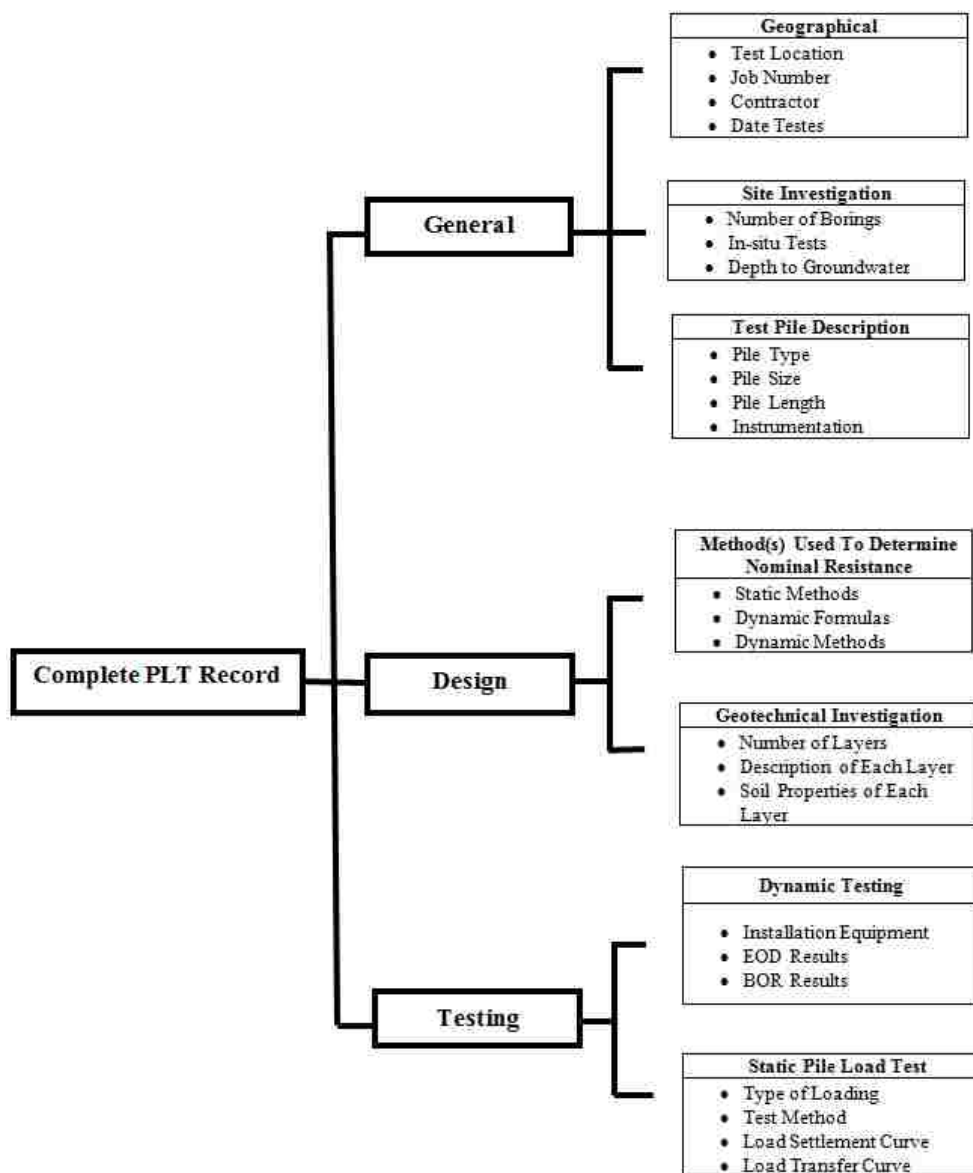 Complete PLT Record
General
Geographical
• Test Location
• Job Number
• Contractor
• Date Testes
Site Investigation
• Number of Borings
• In-situ Tests
• Depth to Groundwater
Test Pile Description
• Pile Type
• Pile Size
• Pile Length
• Instrumentation
Design
Method(s) Used To Determine
Nominal Resistance
• Static Methods
• Dynamic Formulas
• Dynamic Methods
Geotechnical Investigation
• Number of Layers
• Description of Each Layer
• Soil Properties of Each
Layer
Testing
Dynamic Testing
• Installation Equipment
• EOD Results
• BOR Results
Static Pile Load Test
• Type of Loading
• Test Method
• Load Settlement Curve
• Load Transfer Curve